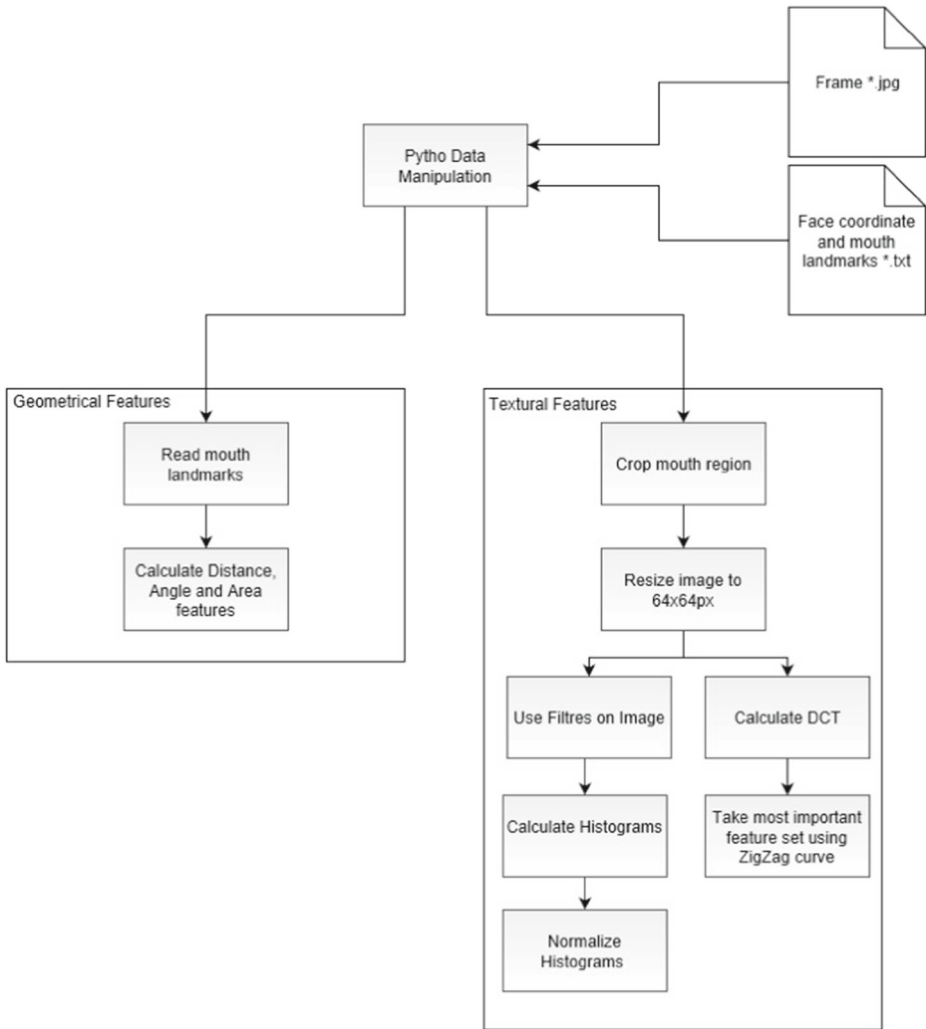 Frame *.jpg
Pytho Data
Manipulation
Face coordinate
and mouth
landmarks *.txt
Geometrical Features
Read mouth
landmarks
Calculate Distance,
Angle and Area
features
Textural Features
Crop mouth region
Resize image to
64x64px
Use Filtres on Image
Calculate DCT
Calculate Histograms
Take most important
feature set using
ZigZag curve
Normalize
Histograms